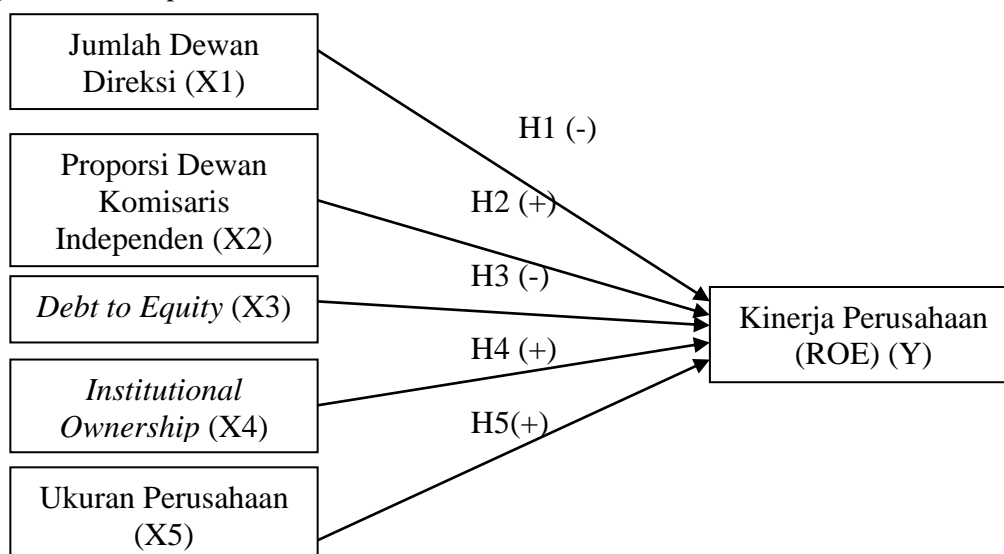 Jumlah Dewan
Direksi (X1)
H1 (-)
Proporsi Dewan
Komisaris
Independen (X2)
H2 (+)
H3 (-)
Debt to Equity (X3)
Kinerja Perusahaan
(ROE) (Y)
H4 (+)
Institutional
Ownership (X4)
H5(+)
Ukuran Perusahaan
(X5)